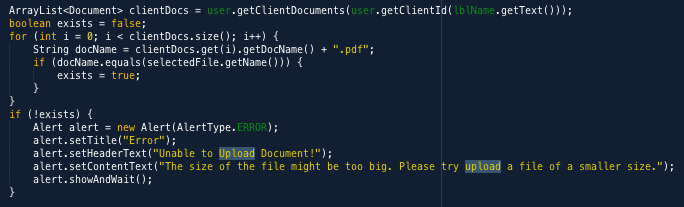 ArrayList<Document> clientDocs = user.getClientDocuments(user.getClientId(lblName.getText()));
boolean exists = false;
for (int i = 0; i < clientDocs.size(); i++) {
    String docName = clientDocs.get(i).getDocName() + ".pdf";
    if (docName.equals(selectedFile.getName())) {
        exists = true;
    }
}
if (!exists) {
    Alert alert = new Alert(AlertType.ERROR);
    alert.setTitle("Error");
    alert.setHeaderText("Unable to Upload Document!");
    alert.setContentText("The size of the file might be too big. Please try upload a file of a smaller size.");
    alert.showAndWait();
}